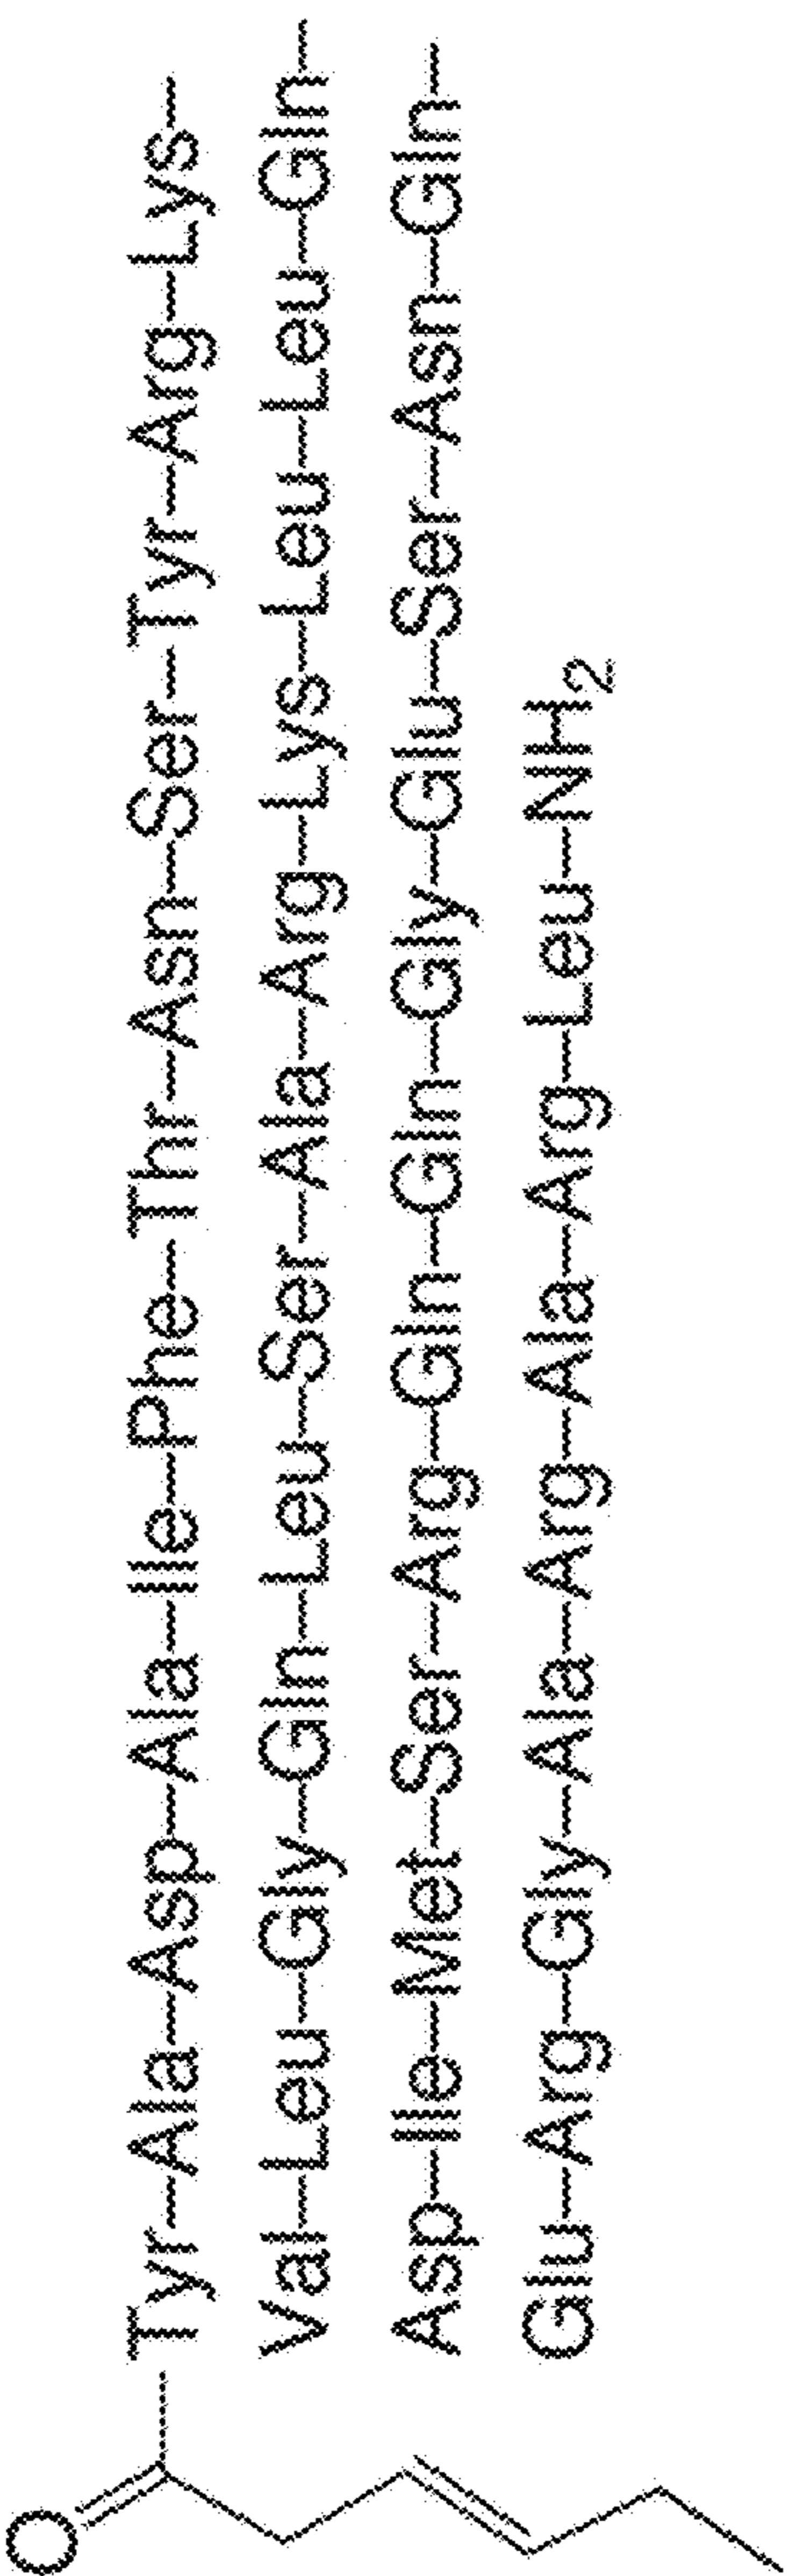 O
Tyr–Ala–Asp–Ala–Ile–Phe–Thr–Asn–Ser–Tyr–Arg–Lys–
Val–Leu–Gly–Gln–Leu–Ser–Ala–Arg–Lys–Leu–Leu–Gln–
Asp–Ile–Met–Ser–Arg–Gln–Gln–Gly–Glu–Ser–Asn–Gln–
Glu–Arg–Gly–Ala–Arg–Ala–Arg–Leu–NH2